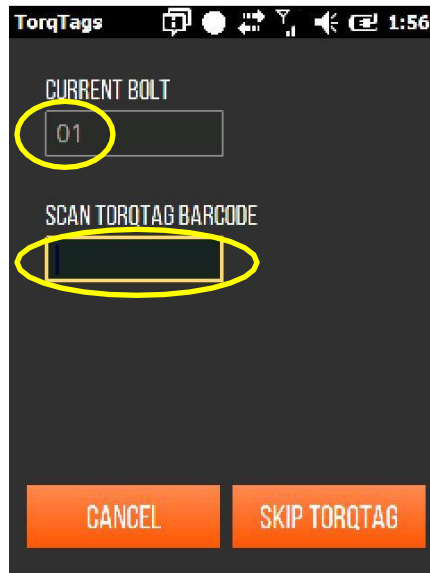 TorqTags 1:56
CURRENT BOLT
01
SCAN TORQTAG BARCODE
CANCEL SKIP TORQTAG